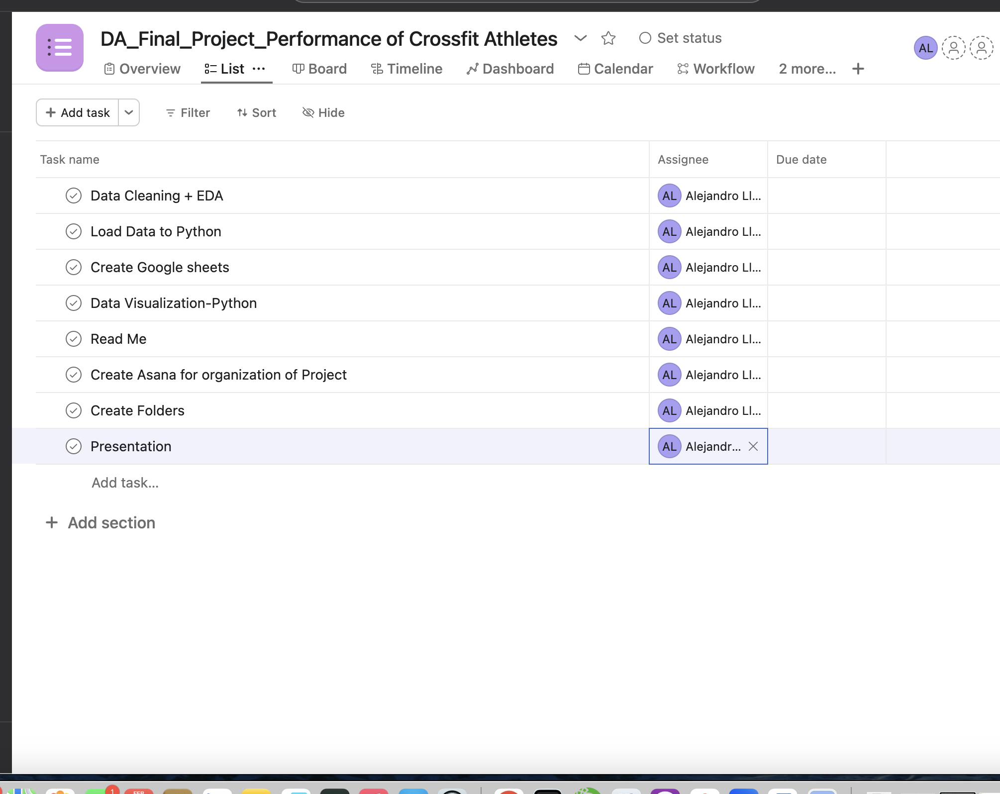 DA_Final_Project_Performance of Crossfit Athletes Set status
AL
Overview List ... Board Timeline Dashboard Calendar Workflow 2 more... +
+ Add task Filter Sort Hide
Task name Assignee Due date
Data Cleaning + EDA AL Alejandro Ll...
Load Data to Python AL Alejandro Ll...
Create Google sheets AL Alejandro Ll...
Data Visualization-Python AL Alejandro Ll...
Read Me AL Alejandro Ll...
Create Asana for organization of Project AL Alejandro Ll...
Create Folders AL Alejandro Ll...
Presentation AL Alejandr...
Add task...
+ Add section
1 FEB